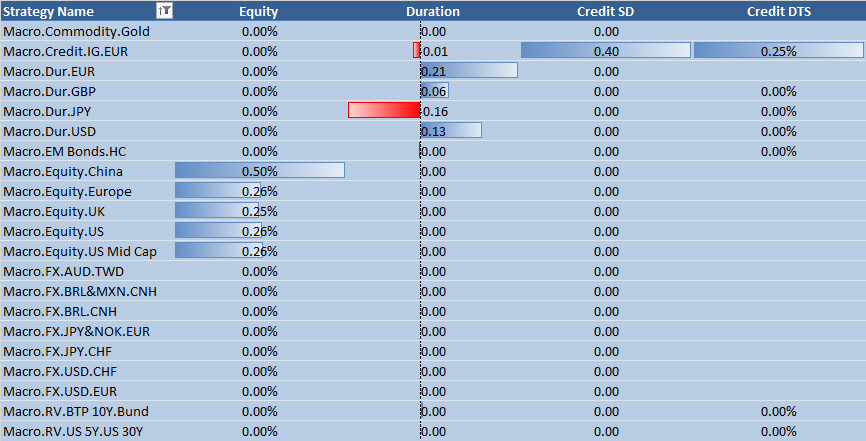 Strategy Name Equity Duration Credit SD Credit DTS
Macro.Commodity.Gold 0.00% 0.00 0.00
Macro.Credit.IG.EUR 0.00% -0.01 0.40 0.25%
Macro.Dur.EUR 0.00% 0.21 0.00
Macro.Dur.GBP 0.00% 0.06 0.00 0.00%
Macro.Dur.JPY 0.00% -0.16 0.00 0.00%
Macro.Dur.USD 0.00% 0.13 0.00 0.00%
Macro.EM Bonds.HC 0.00% 0.00 0.00 0.00%
Macro.Equity.China 0.50% 0.00 0.00
Macro.Equity.Europe 0.26% 0.00 0.00
Macro.Equity.UK 0.25% 0.00 0.00
Macro.Equity.US 0.26% 0.00 0.00
Macro.Equity.US Mid Cap 0.26% 0.00 0.00
Macro.FX.AUD.TWD 0.00% 0.00 0.00
Macro.FX.BRL&MXN.CNH 0.00% 0.00 0.00
Macro.FX.BRL.CNH 0.00% 0.00 0.00
Macro.FX.JPY&NOK.EUR 0.00% 0.00 0.00
Macro.FX.JPY.CHF 0.00% 0.00 0.00
Macro.FX.USD.CHF 0.00% 0.00 0.00
Macro.FX.USD.EUR 0.00% 0.00 0.00
Macro.RV.BTP 10Y.Bund 0.00% 0.00 0.00 0.00%
Macro.RV.US 5Y.US 30Y 0.00% 0.00 0.00 0.00%